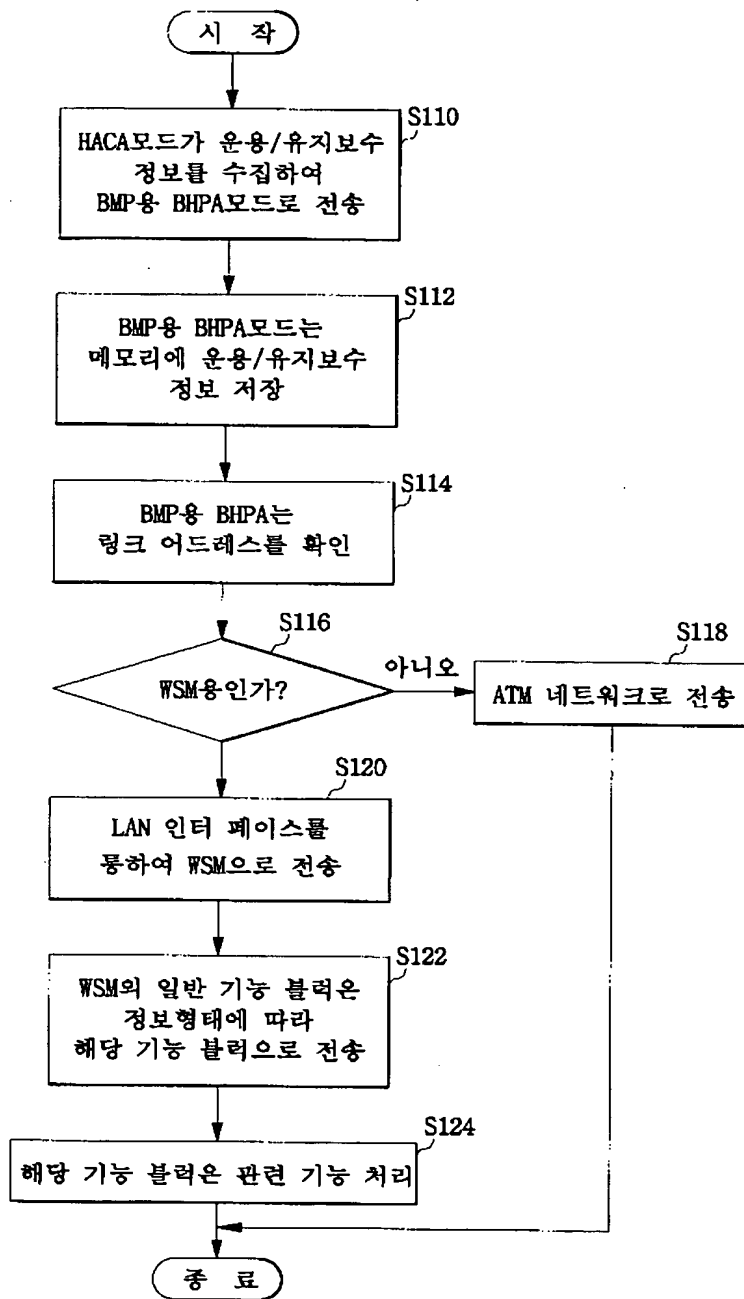 시 작
S110
HACA모드가 운용/유지보수
정보를 수집하여
BMP용 BHPA모드로 전송
S112
BMP용 BHPA모드는
메모리에 운용/유지보수
정보 저장
S114
BMP용 BHPA는
링크 어드레스를 확인
S116
WSM용인가?
아니오
S118
ATM 네트워크로 전송
S120
LAN 인터 페이스를
통하여 WSM으로 전송
S122
WSM의 일반 기능 블럭은
정보형태에 따라
해당 기능 블럭으로 전송
S124
해당 기능 블럭은 관련 기능 처리
종 료